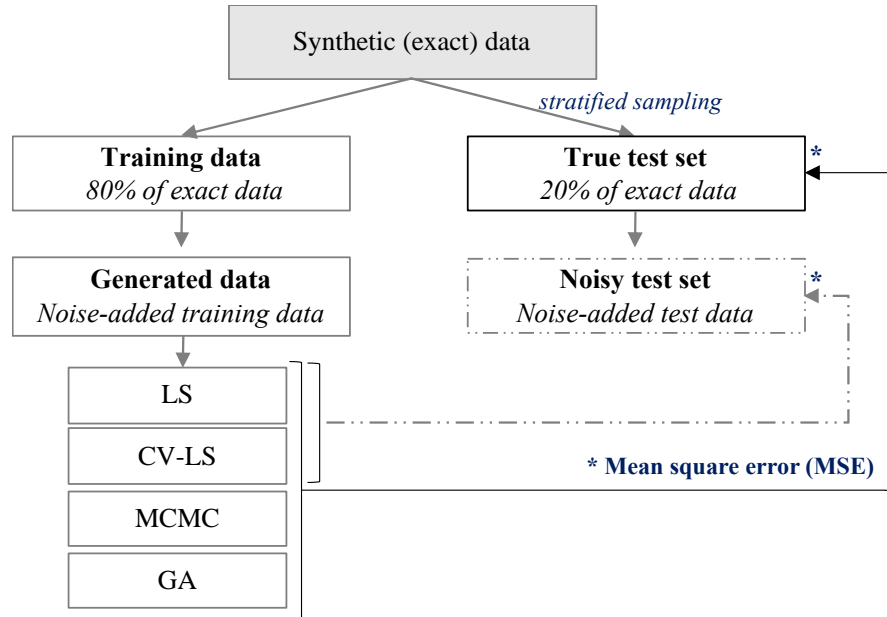 Synthetic (exact) data
stratified sampling
Training data
80% of exact data
True test set
20% of exact data
*
Generated data
Noise-added training data
Noisy test set
Noise-added test data
*
LS
CV-LS
* Mean square error (MSE)
MCMC
GA